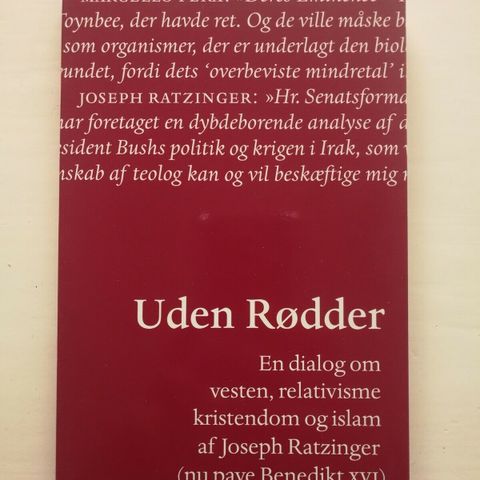 Toynbee, der havde ret. Og de ville måske b
som organismer, der er underlagt den biol
undet, fordi dets ‘overbeviste mindretal’ i
JOSEPH RATZINGER: »Hr. Senatsforma
har foretaget en dybdeborende analyse af d
sident Bushs politik og krigen i Irak, som v
nskab af teolog kan og vil beskæftige mig
Uden Rødder
En dialog om
vesten, relativisme
kristendom og islam
af Joseph Ratzinger
(nu pave Benedikt XVI)